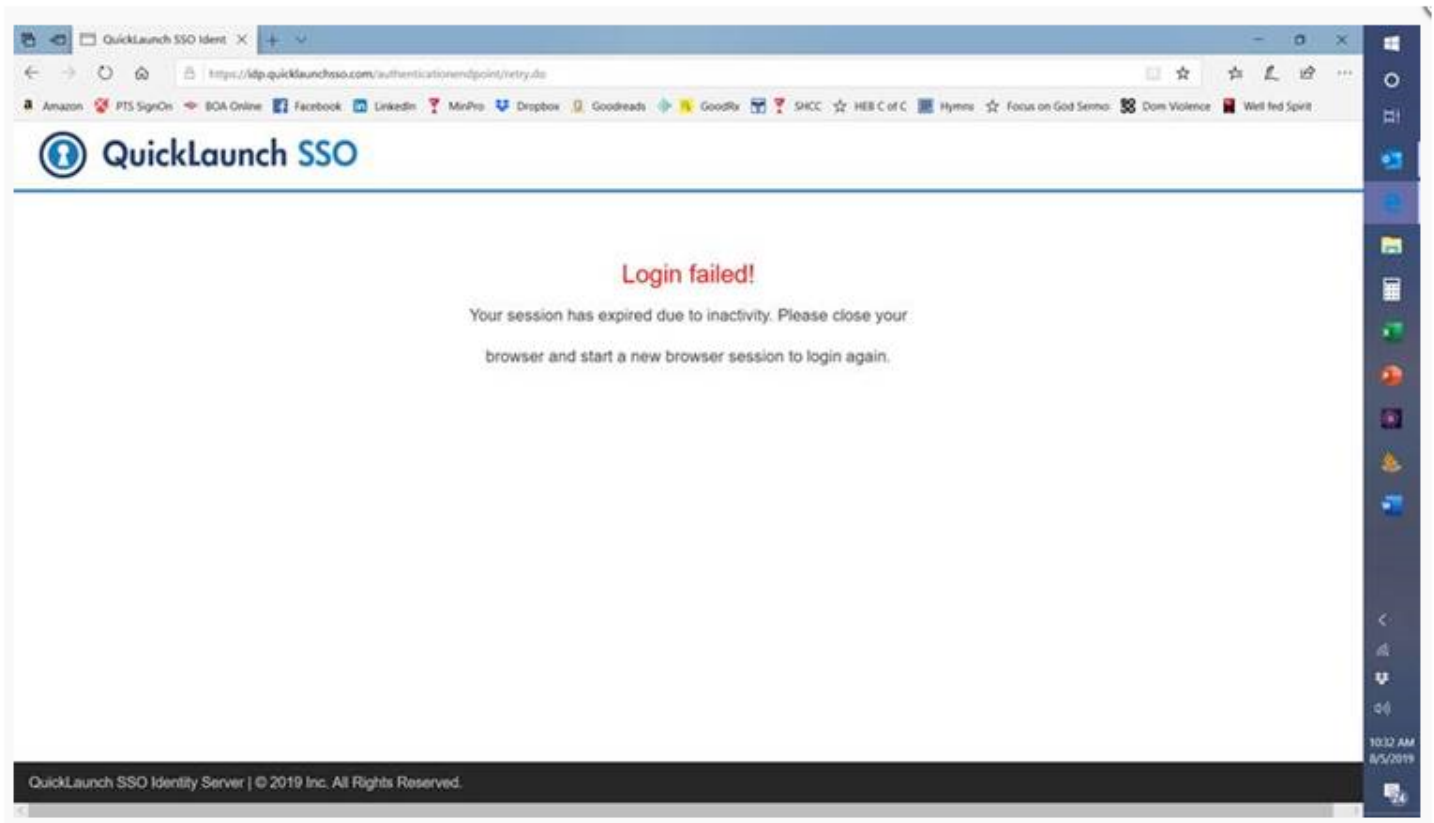 QuickLaunch SSO Ident
https://idp.quicklaunchsso.com/authenticationendpoint/retry.do
Amazon PTS SignOn BOA Online Facebook LinkedIn MinPro Dropbox Goodreads GoodRx SHCC HEB C of C Hymns Focus on God Sermo Dom Violence Well fed Spirit
QuickLaunch SSO
Login failed!
Your session has expired due to inactivity. Please close your
browser and start a new browser session to login again.
10:32 AM
8/5/2019
QuickLaunch SSO Identity Server | © 2019 Inc. All Rights Reserved.
24